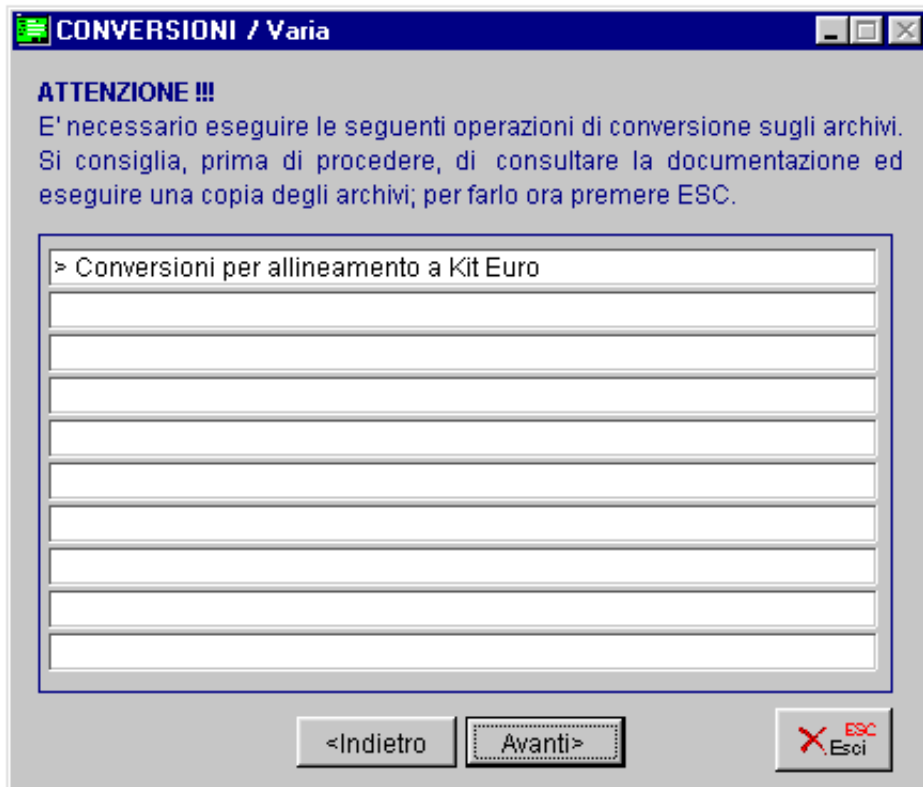 CONVERSIONI / Varia
ATTENZIONE !!!
E' necessario eseguire le seguenti operazioni di conversione sugli archivi.
Si consiglia, prima di procedere, di consultare la documentazione ed
eseguire una copia degli archivi; per farlo ora premere ESC.
> Conversioni per allineamento a Kit Euro
<Indietro
Avanti>
ESC
Esci